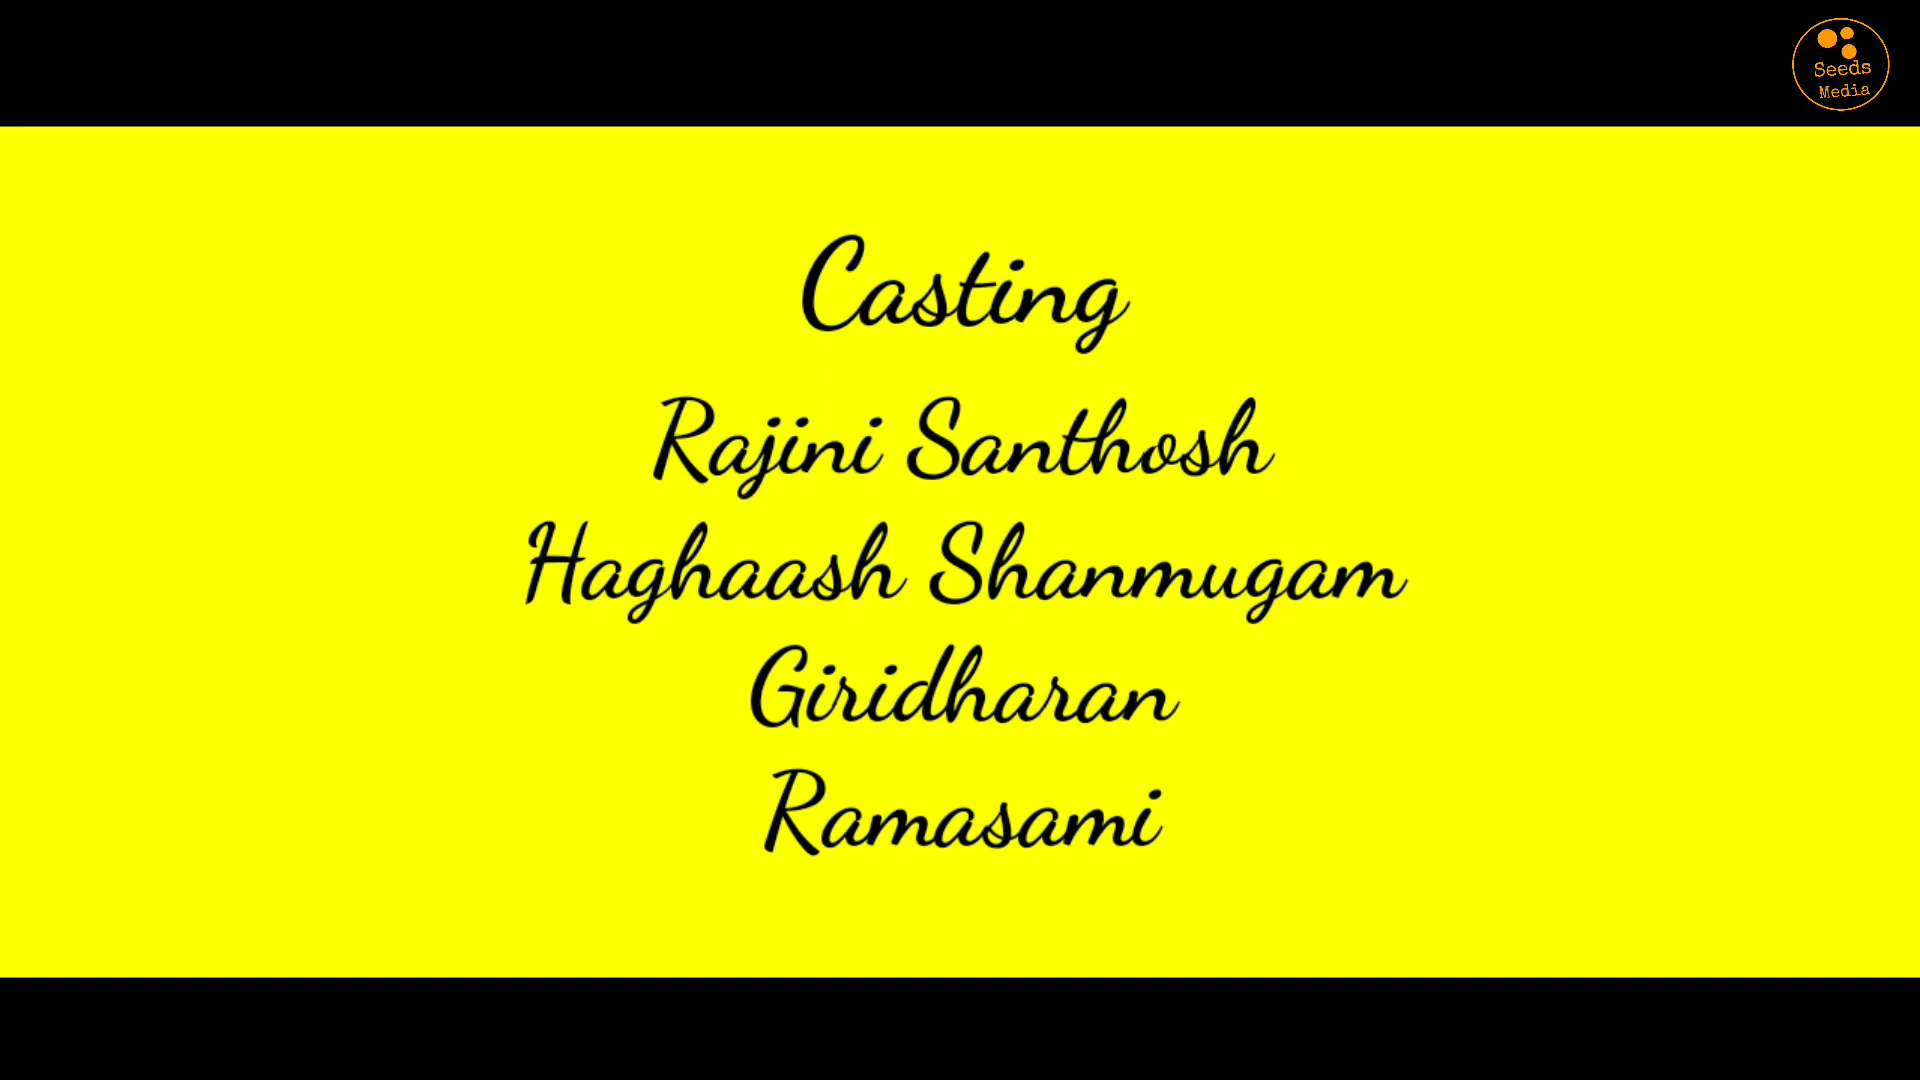 Seeds
Media
Casting
Rajini Santhosh
Haghaash Shanmugam
Giridharan
Ramasami